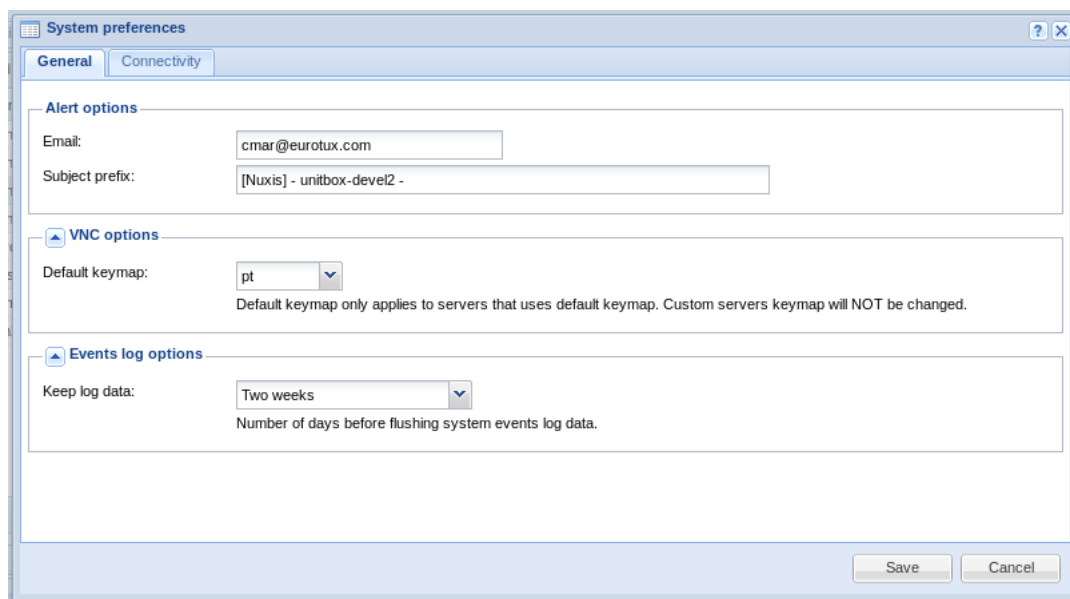 System preferences
General Connectivity
Alert options
Email: cmar@eurotux.com
Subject prefix: [Nuxis] - unitbox-devel2 -
VNC options
Default keymap: pt
Default keymap only applies to servers that uses default keymap. Custom servers keymap will NOT be changed.
Events log options
Keep log data: Two weeks
Number of days before flushing system events log data.
Save Cancel